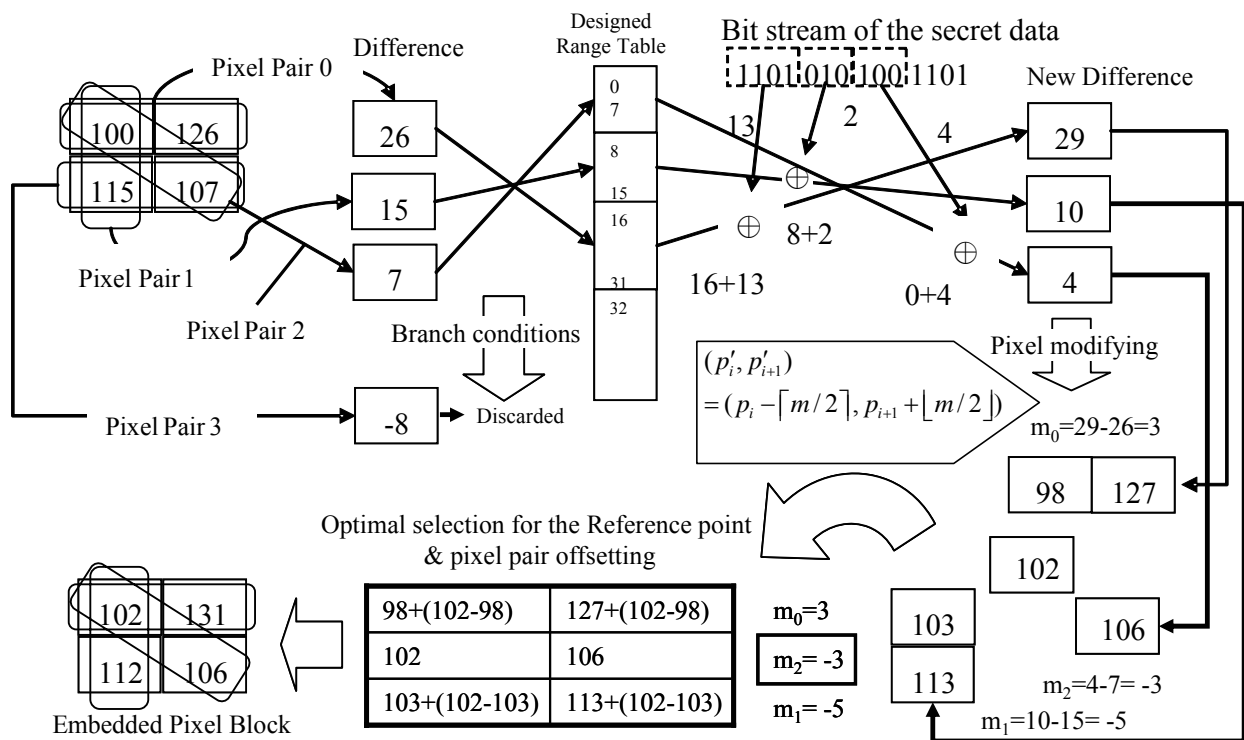 Designed
Range Table
Bit stream of the secret data
Difference
Pixel Pair 0
1101 010 100 1101
New Difference
100 126
115 107
26
15
7
0
7
8
15
16
31
32
13
2
4
29
10
4
8+2
16+13
0+4
Pixel Pair 1
Pixel Pair 2
Branch conditions
Pixel modifying
Pixel Pair 3
-8
Discarded
(p′i, p′i+1)
=(pi −⌈m/2⌉, pi+1 +⌊m/2⌋)
m0=29-26=3
98 127
102
106
103
113
m2=4-7= -3
m1=10-15= -5
Optimal selection for the Reference point
& pixel pair offsetting
98+(102-98) 127+(102-98)
102 106
103+(102-103) 113+(102-103)
m0=3
m2= -3
m1= -5
102 131
112 106
Embedded Pixel Block